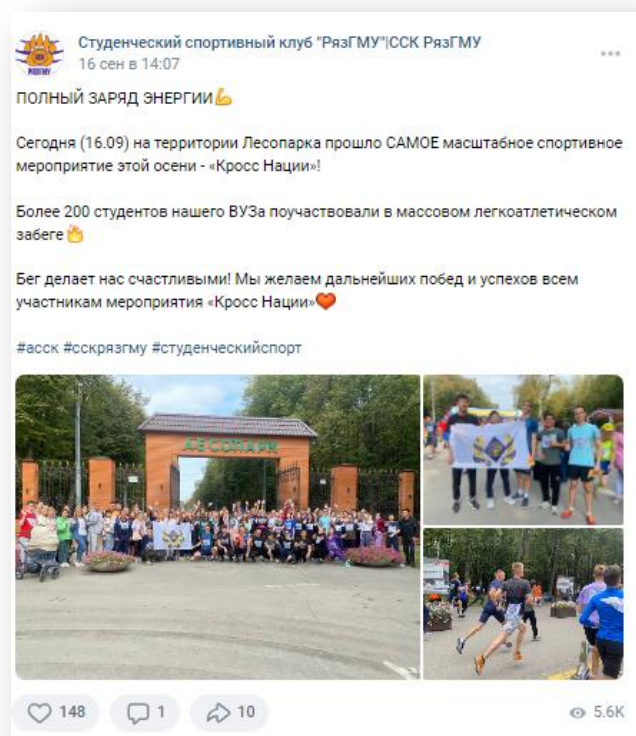 Студенческий спортивный клуб "РязГМУ"|ССК РязГМУ
16 сен в 14:07
ПОЛНЫЙ ЗАРЯД ЭНЕРГИИ💪
Сегодня (16.09) на территории Лесопарка прошло САМОЕ масштабное спортивное
мероприятие этой осени - «Кросс Нации»!
Более 200 студентов нашего ВУЗа поучаствовали в массовом легкоатлетическом
забеге🔥
Бег делает нас счастливыми! Мы желаем дальнейших побед и успехов всем
участникам мероприятия «Кросс Нации»❤
#асск #сскрязгму #студенческийспорт
ЛЕСОПАРК
148
1
10
5.6K